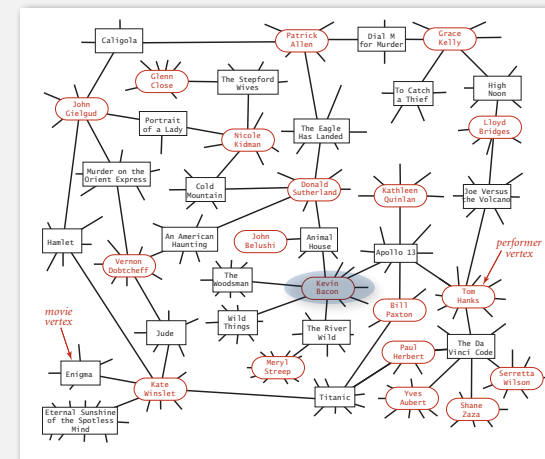 Caligola
Patrick
Allen
Dial M
for Murder
Grace
Kelly
Glenn
Close
The Stepford
Wives
To Catch
a Thief
High
Noon
John
Gielgud
Portrait
of a Lady
Nicole
Kidman
The Eagle
Has Landed
Lloyd
Bridges
Murder on the
Orient Express
Cold
Mountain
Donald
Sutherland
Kathleen
Quinlan
Joe Versus
the Volcano
Hamlet
An American
Haunting
John
Belushi
Animal
House
Apollo 13
performer
vertex
Vernon
Dobtcheff
The
Woodsman
Kevin
Bacon
Tom
Hanks
movie
vertex
Jude
Wild
Things
The River
Wild
Bill
Paxton
Paul
Herbert
The Da
Vinci Code
Enigma
Meryl
Streep
Serretta
Wilson
Kate
Winslet
Titanic
Yves
Aubert
Shane
Zaza
Eternal Sunshine
of the Spotless
Mind